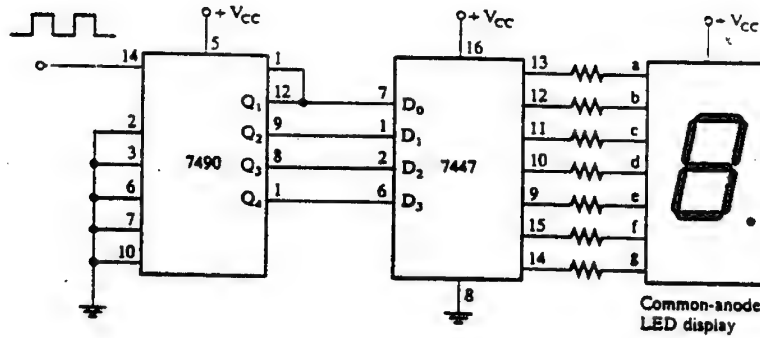 + VCC
+ VCC
+ VCC
14
5
1
16
13
a
Q1
12
7
D0
12
b
2
Q2
9
1
D1
11
c
3
7490
Q3
8
2
D2
7447
10
d
6
Q4
1
6
D3
9
e
7
15
f
10
14
g
8
Common-anode
LED display